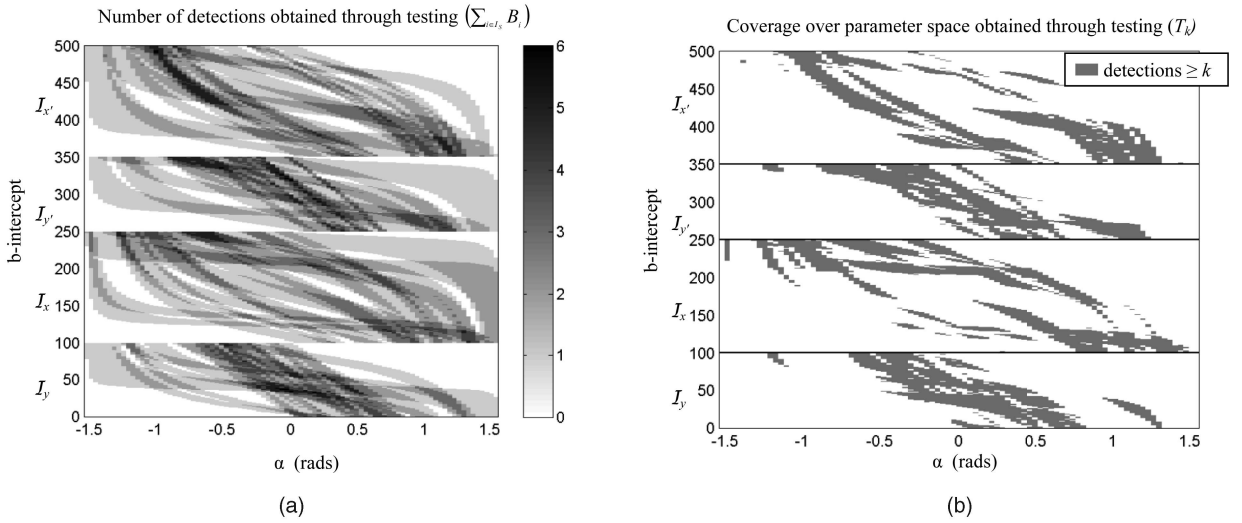 Number of detections obtained through testing (∑_{i∈I_S} B_i)
500
450
400
350
300
250
200
150
100
50
0
I_x'
I_y'
I_x
I_y
b-intercept
-1.5 -1 -0.5 0 0.5 1 1.5
α (rads)
6
5
4
3
2
1
0
(a)
Coverage over parameter space obtained through testing (T_k)
detections ≥ k
500
450
400
350
300
250
200
150
100
50
0
I_x'
I_y'
I_x
I_y
b-intercept
-1.5 -1 -0.5 0 0.5 1 1.5
α (rads)
(b)